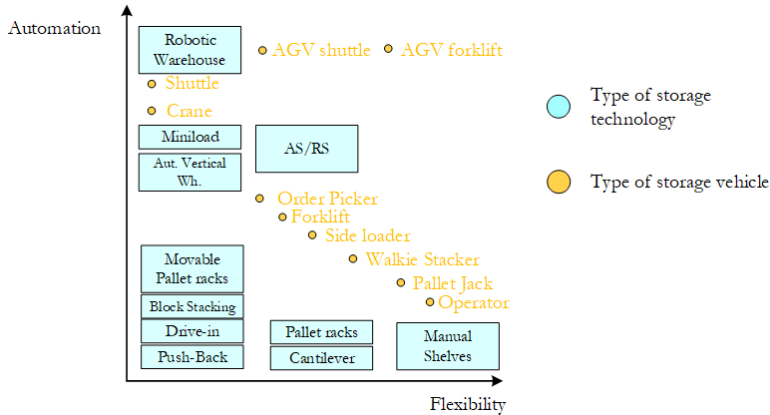 Automation
Robotic
Warehouse
AGV shuttle
AGV forklift
Shuttle
Crane
Type of storage
technology
Miniload
Aut. Vertical
Wh.
AS/RS
Type of storage vehicle
Order Picker
Forklift
Side loader
Walkie Stacker
Movable
Pallet racks
Pallet Jack
Operator
Block Stacking
Drive-in
Push-Back
Pallet racks
Cantilever
Manual
Shelves
Flexibility